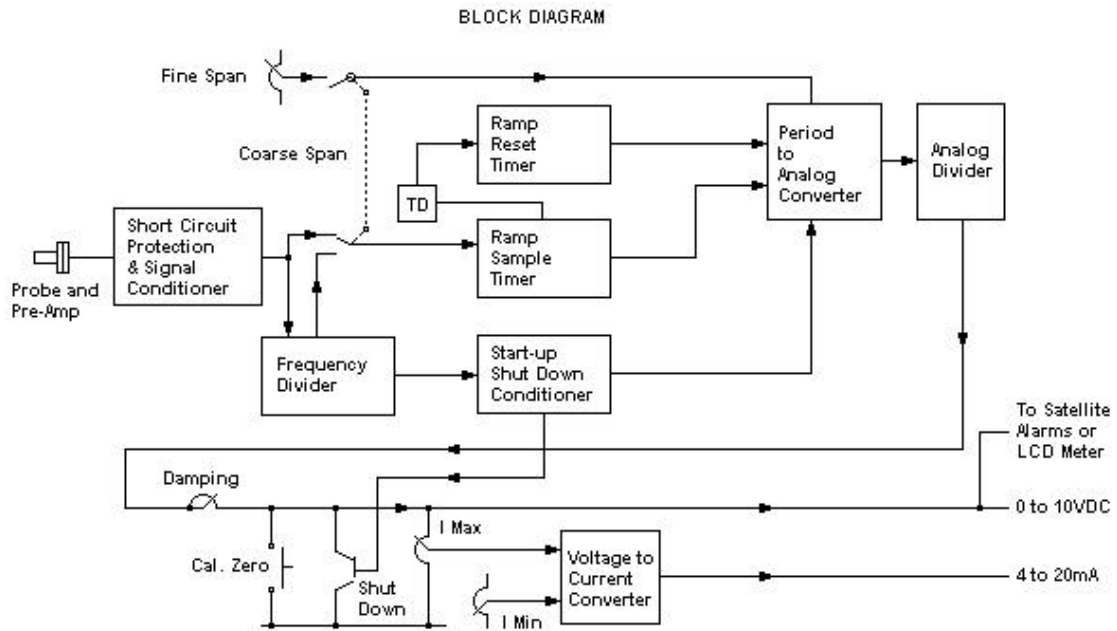 BLOCK DIAGRAM
Fine Span
Coarse Span
Ramp
Reset
Timer
Period
to
Analog
Converter
Analog
Divider
TD
Short Circuit
Protection
& Signal
Conditioner
Ramp
Sample
Timer
Probe and
Pre-Amp
Frequency
Divider
Start-up
Shut Down
Conditioner
To Satellite
Alarms or
LCD Meter
Damping
0 to 10VDC
I Max
Cal. Zero
Shut
Down
Voltage to
Current
Converter
4 to 20mA
I Min